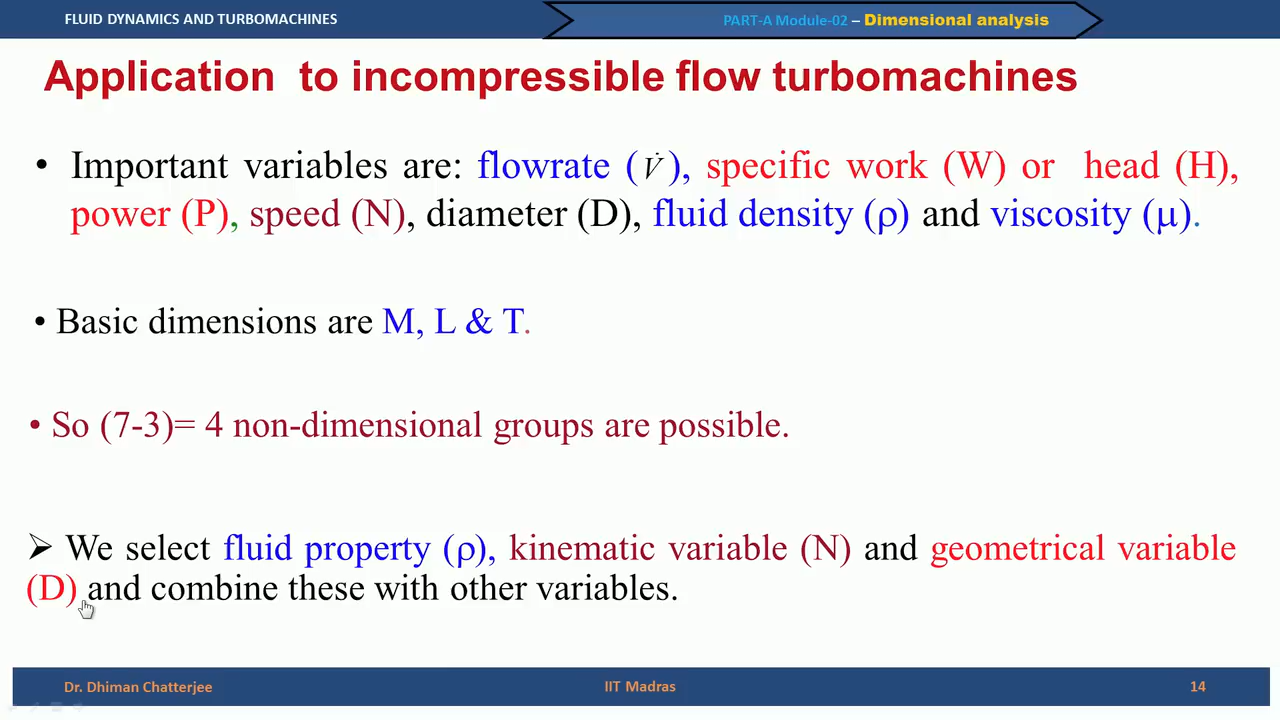 FLUID DYNAMICS AND TURBOMACHINES
PART-A Module-02 – Dimensional analysis
Application to incompressible flow turbomachines
• Important variables are: flowrate (V̇), specific work (W) or head (H),
power (P), speed (N), diameter (D), fluid density (ρ) and viscosity (μ).
• Basic dimensions are M, L & T.
• So (7-3)= 4 non-dimensional groups are possible.
➢ We select fluid property (ρ), kinematic variable (N) and geometrical variable
(D) and combine these with other variables.
Dr. Dhiman Chatterjee
IIT Madras
14